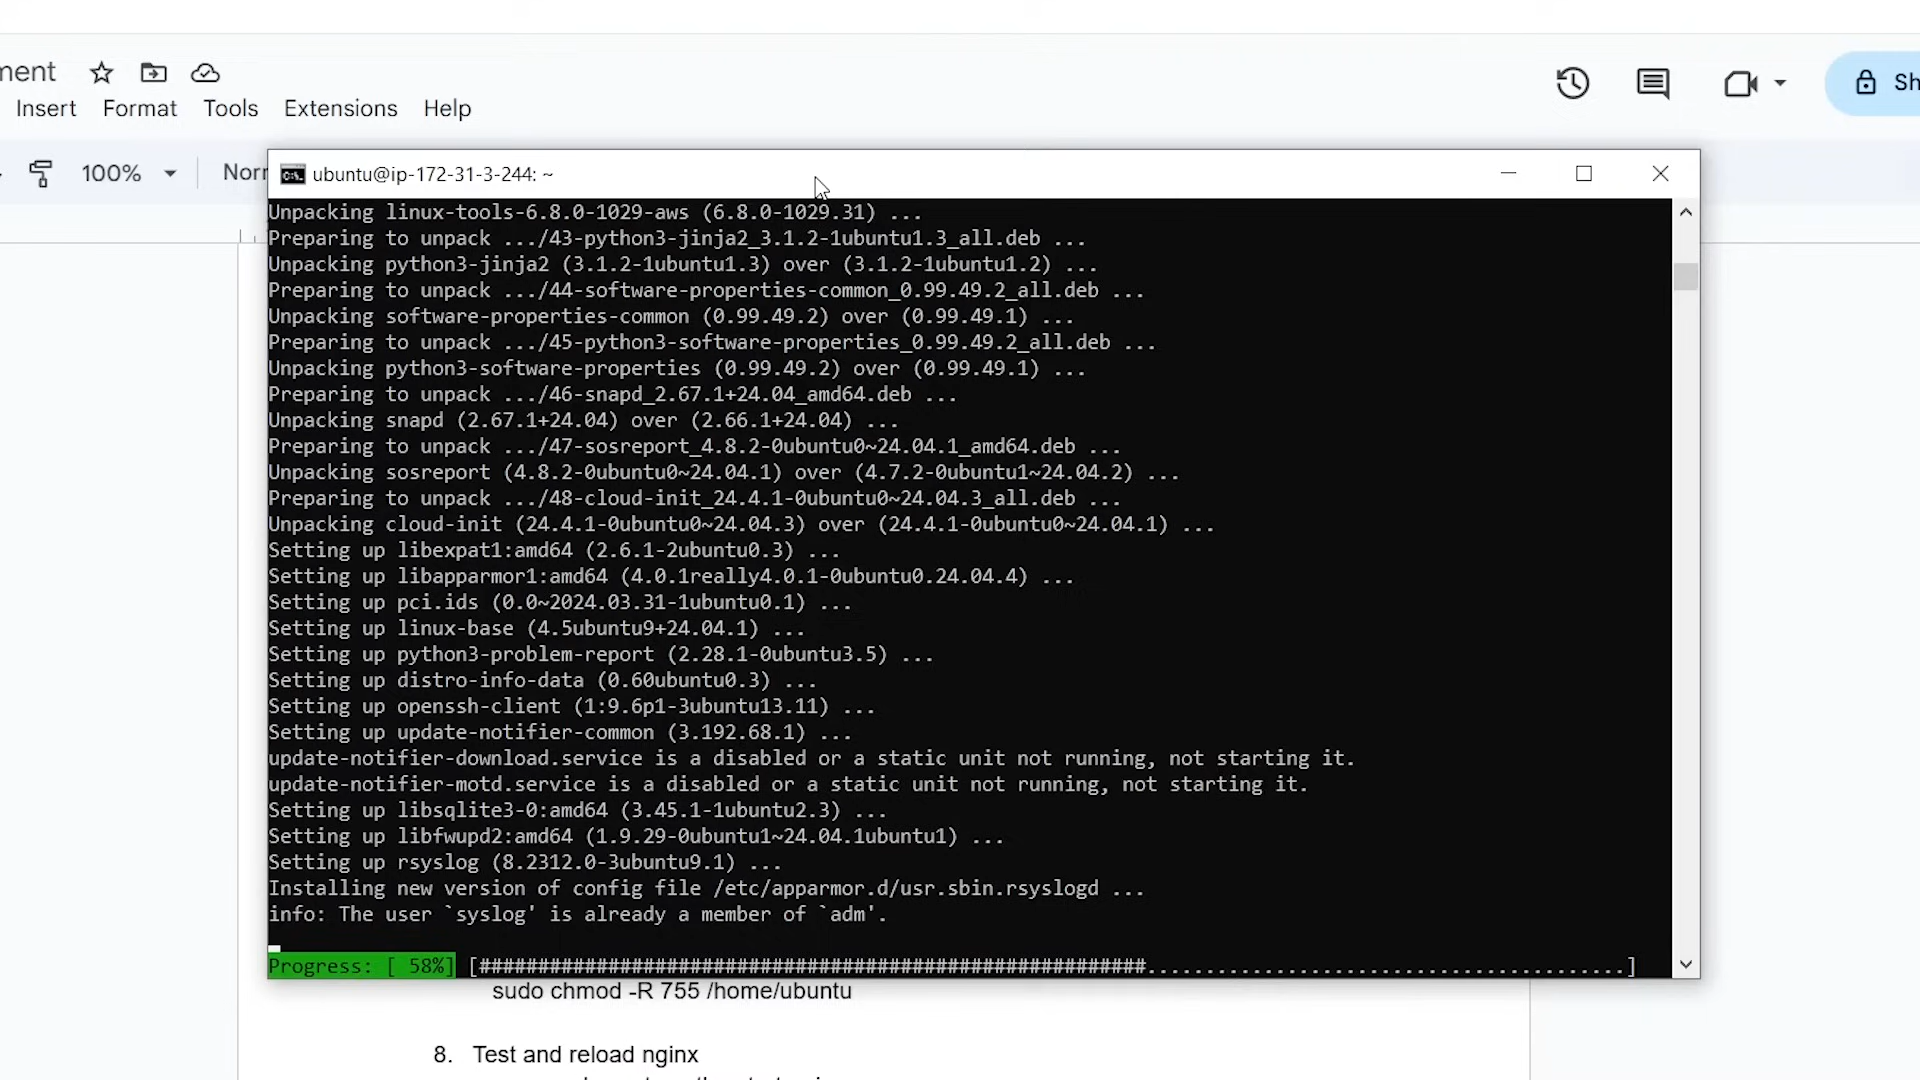 Insert Format Tools Extensions Help
100%
ubuntu@ip-172-31-3-244: ~
Unpacking linux-tools-6.8.0-1029-aws (6.8.0-1029.31) ...
Preparing to unpack .../43-python3-jinja2_3.1.2-1ubuntu1.3_all.deb ...
Unpacking python3-jinja2 (3.1.2-1ubuntu1.3) over (3.1.2-1ubuntu1.2) ...
Preparing to unpack .../44-software-properties-common_0.99.49.2_all.deb ...
Unpacking software-properties-common (0.99.49.2) over (0.99.49.1) ...
Preparing to unpack .../45-python3-software-properties_0.99.49.2_all.deb ...
Unpacking python3-software-properties (0.99.49.2) over (0.99.49.1) ...
Preparing to unpack .../46-snapd_2.67.1+24.04_amd64.deb ...
Unpacking snapd (2.67.1+24.04) over (2.66.1+24.04) ...
Preparing to unpack .../47-sosreport_4.8.2-0ubuntu0~24.04.1_amd64.deb ...
Unpacking sosreport (4.8.2-0ubuntu0~24.04.1) over (4.7.2-0ubuntu1~24.04.2) ...
Preparing to unpack .../48-cloud-init_24.4.1-0ubuntu0~24.04.3_all.deb ...
Unpacking cloud-init (24.4.1-0ubuntu0~24.04.3) over (24.4.1-0ubuntu0~24.04.1) ...
Setting up libexpat1:amd64 (2.6.1-2ubuntu0.3) ...
Setting up libapparmor1:amd64 (4.0.1really4.0.1-0ubuntu0.24.04.4) ...
Setting up pci.ids (0.0~2024.03.31-1ubuntu0.1) ...
Setting up linux-base (4.5ubuntu9+24.04.1) ...
Setting up python3-problem-report (2.28.1-0ubuntu3.5) ...
Setting up distro-info-data (0.60ubuntu0.3) ...
Setting up openssh-client (1:9.6p1-3ubuntu13.11) ...
Setting up update-notifier-common (3.192.68.1) ...
update-notifier-download.service is a disabled or a static unit not running, not starting it.
update-notifier-motd.service is a disabled or a static unit not running, not starting it.
Setting up libsqlite3-0:amd64 (3.45.1-1ubuntu2.3) ...
Setting up libfwupd2:amd64 (1.9.29-0ubuntu1~24.04.1ubuntu1) ...
Setting up rsyslog (8.2312.0-3ubuntu9.1) ...
Installing new version of config file /etc/apparmor.d/usr.sbin.rsyslogd ...
info: The user `syslog' is already a member of `adm'.
Progress: [ 58%] [#########################################################.........................................]
sudo chmod -R 755 /home/ubuntu
8. Test and reload nginx